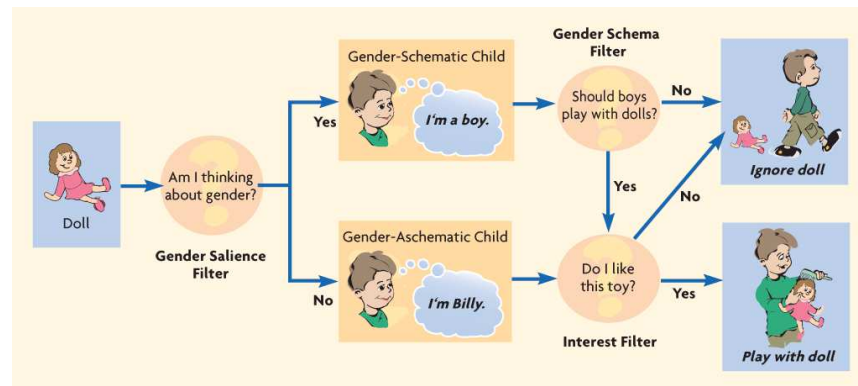 Doll
Am I thinking
about gender?
Gender Salience
Filter
Yes
No
Gender-Schematic Child
I'm a boy.
Gender-Aschematic Child
I'm Billy.
Gender Schema
Filter
Should boys
play with dolls?
No
Yes
No
Do I like
this toy?
Yes
Interest Filter
Ignore doll
Play with doll